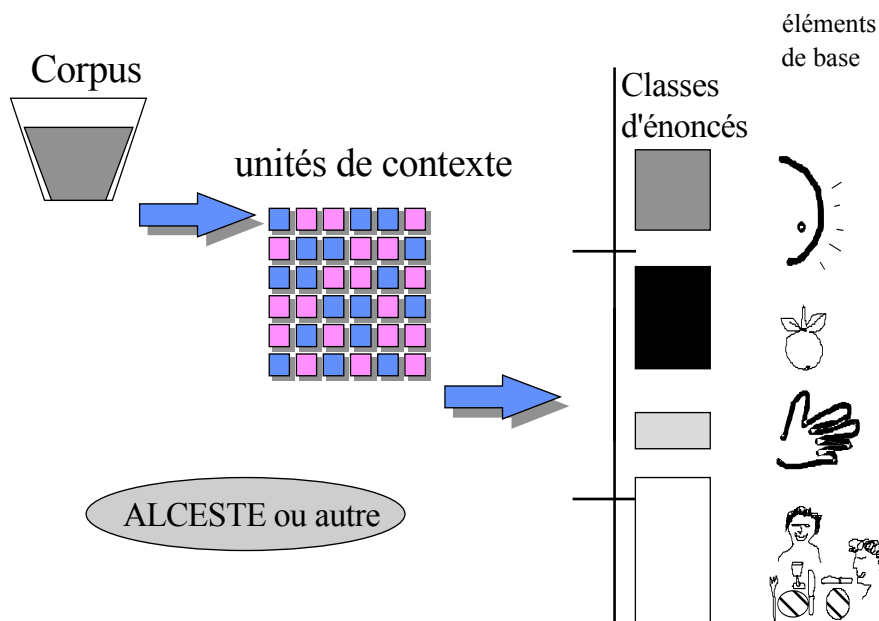 éléments
de base
Corpus
Classes
d'énoncés
unités de contexte
ALCESTE ou autre